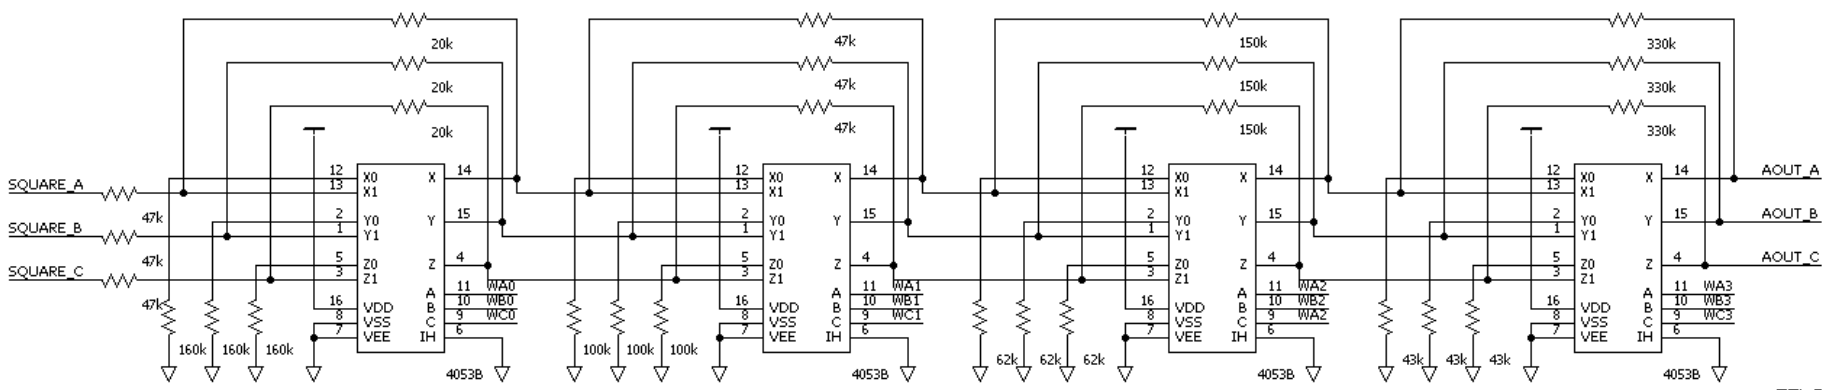 20k 47k 150k 330k
20k 47k 150k 330k
20k 47k 150k 330k
12 X0 X 14 12 X0 X 14 12 X0 X 14 12 X0 X 14 AOUT_A
SQUARE_A 13 X1 13 X1 13 X1 13 X1
47k 2 Y0 Y 15 2 Y0 Y 15 2 Y0 Y 15 2 Y0 Y 15 AOUT_B
SQUARE_B 1 Y1 1 Y1 1 Y1 1 Y1
47k 5 Z0 Z 4 5 Z0 Z 4 5 Z0 Z 4 5 Z0 Z 4 AOUT_C
SQUARE_C 3 Z1 3 Z1 3 Z1 3 Z1
47k A 11 WA0 A 11 WA1 A 11 WA2 A 11 WA3
16 VDD B 10 WB0 16 VDD B 10 WB1 16 VDD B 10 WB2 16 VDD B 10 WB3
8 VSS C 9 WC0 8 VSS C 9 WC1 8 VSS C 9 WA2 8 VSS C 9 WC3
7 VEE IH 6 7 VEE IH 6 7 VEE IH 6 7 VEE IH 6
160k 160k 160k 100k 100k 100k 62k 62k 62k 43k 43k 43k
4053B 4053B 4053B 4053B